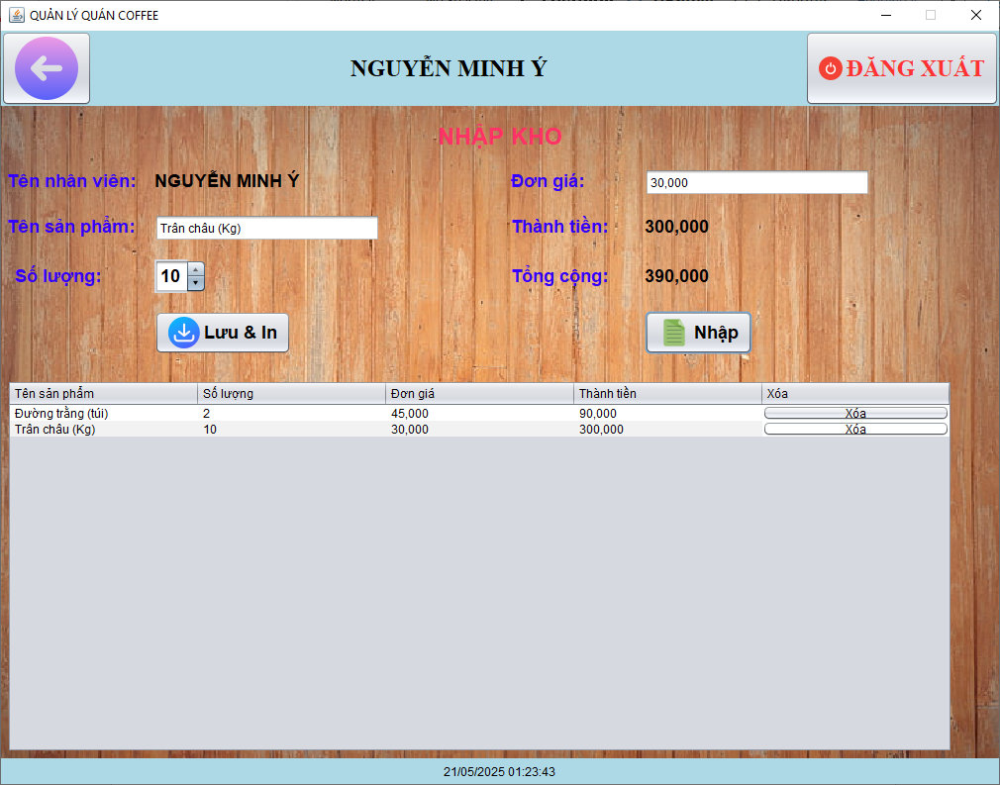 QUẢN LÝ QUÁN COFFEE
NGUYỄN MINH Ý
ĐĂNG XUẤT
NHẬP KHO
Tên nhân viên: NGUYỄN MINH Ý
Đơn giá: 30,000
Tên sản phẩm: Trân châu (Kg)
Thành tiền: 300,000
Số lượng: 10
Tổng cộng: 390,000
Lưu & In
Nhập
Tên sản phẩm Số lượng Đơn giá Thành tiền Xóa
Đường trằng (túi) 2 45,000 90,000 Xóa
Trân châu (Kg) 10 30,000 300,000 Xóa
21/05/2025 01:23:43